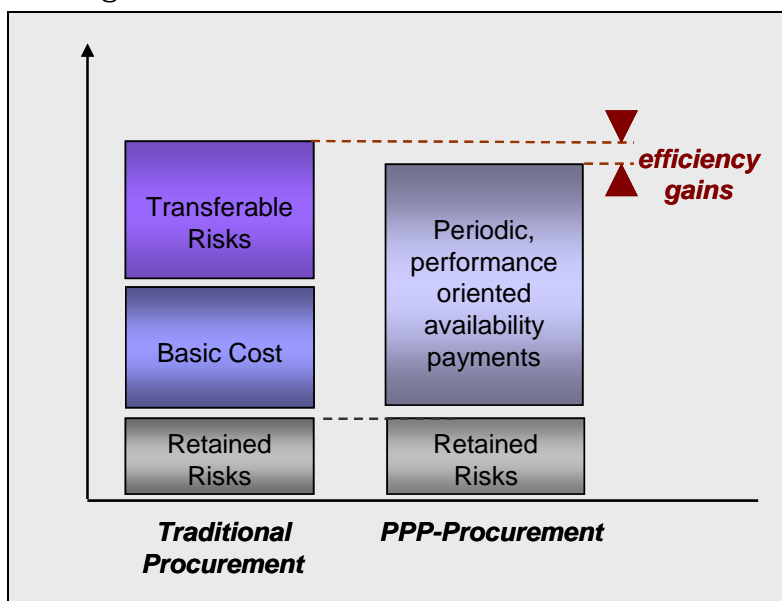 efficiency
gains
Transferable
Risks
Periodic,
performance
oriented
availability
payments
Basic Cost
Retained
Risks
Retained
Risks
Traditional
Procurement
PPP-Procurement